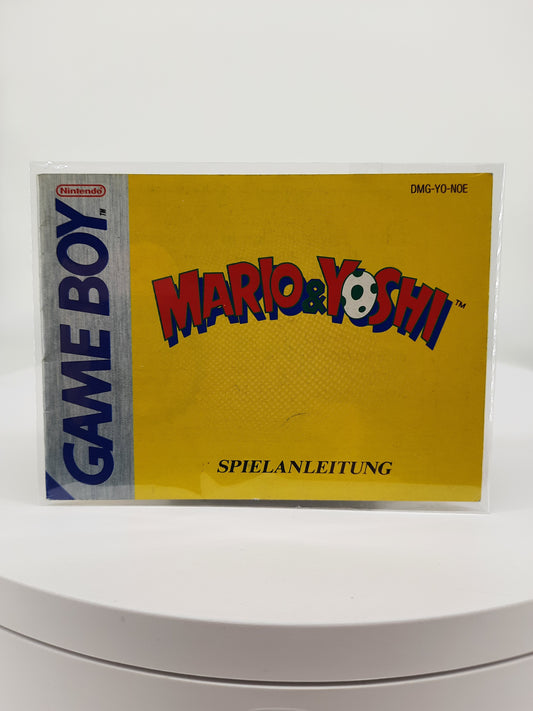 Nintendo
GAME BOY™
DMG-YO-NOE
MARIO & YOSHI™
SPIELANLEITUNG